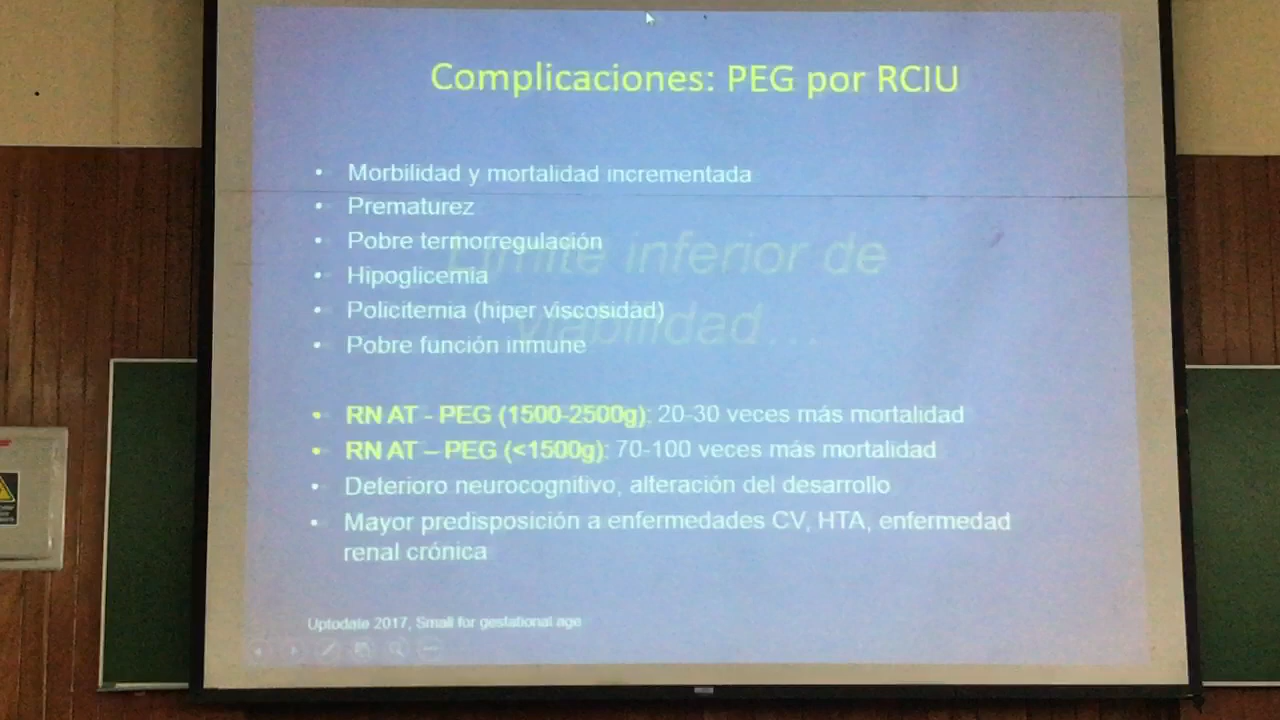 Complicaciones: PEG por RCIU
• Morbilidad y mortalidad incrementada
• Prematurez
• Pobre termorregulación
• Hipoglicemia
• Policitemia (hiper viscosidad)
• Pobre función inmune
Límite inferior de
viabilidad...
• RN AT - PEG (1500-2500g): 20-30 veces más mortalidad
• RN AT – PEG (<1500g): 70-100 veces más mortalidad
• Deterioro neurocognitivo, alteración del desarrollo
• Mayor predisposición a enfermedades CV, HTA, enfermedad
renal crónica
Uptodate 2017, Small for gestational age